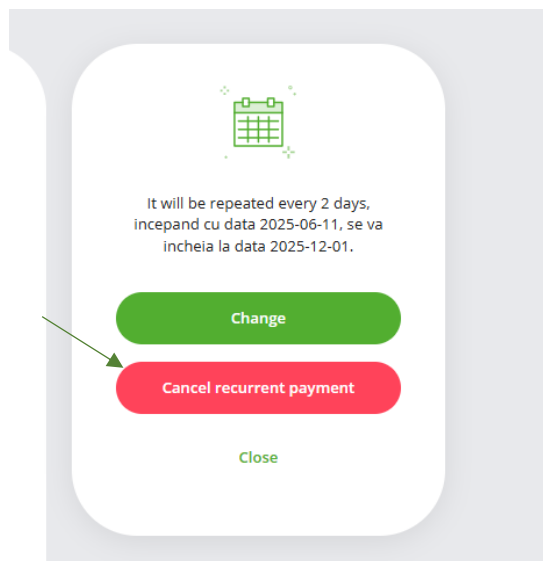 It will be repeated every 2 days,
incepand cu data 2025-06-11, se va
incheia la data 2025-12-01.
Change
Cancel recurrent payment
Close